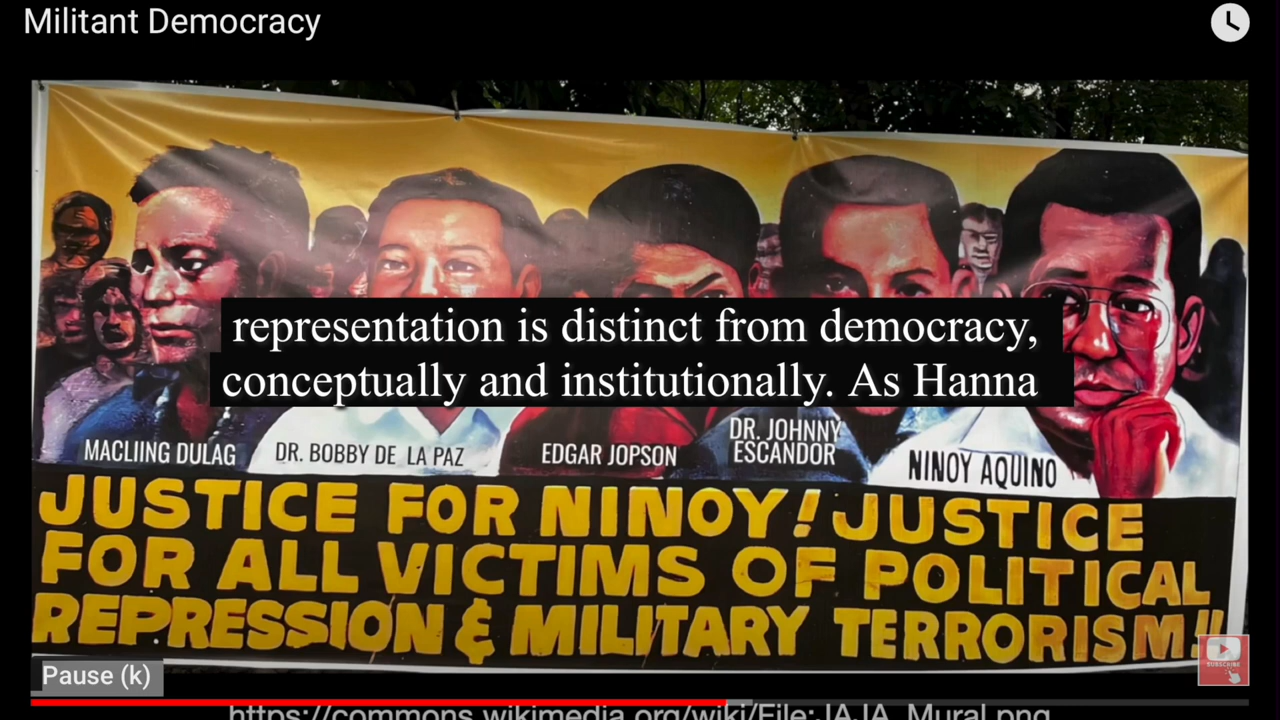 Militant Democracy
representation is distinct from democracy,
conceptually and institutionally. As Hanna
MACLIING DULAG
DR. BOBBY DE LA PAZ
EDGAR JOPSON
DR. JOHNNY
ESCANDOR
NINOY AQUINO
JUSTICE FOR NINOY! JUSTICE
FOR ALL VICTIMS OF POLITICAL
REPRESSION & MILITARY TERRORISM!!
SUBSCRIBE
Pause (k)
https://commons.wikimedia.org/wiki/File:JAJA_Mural.png